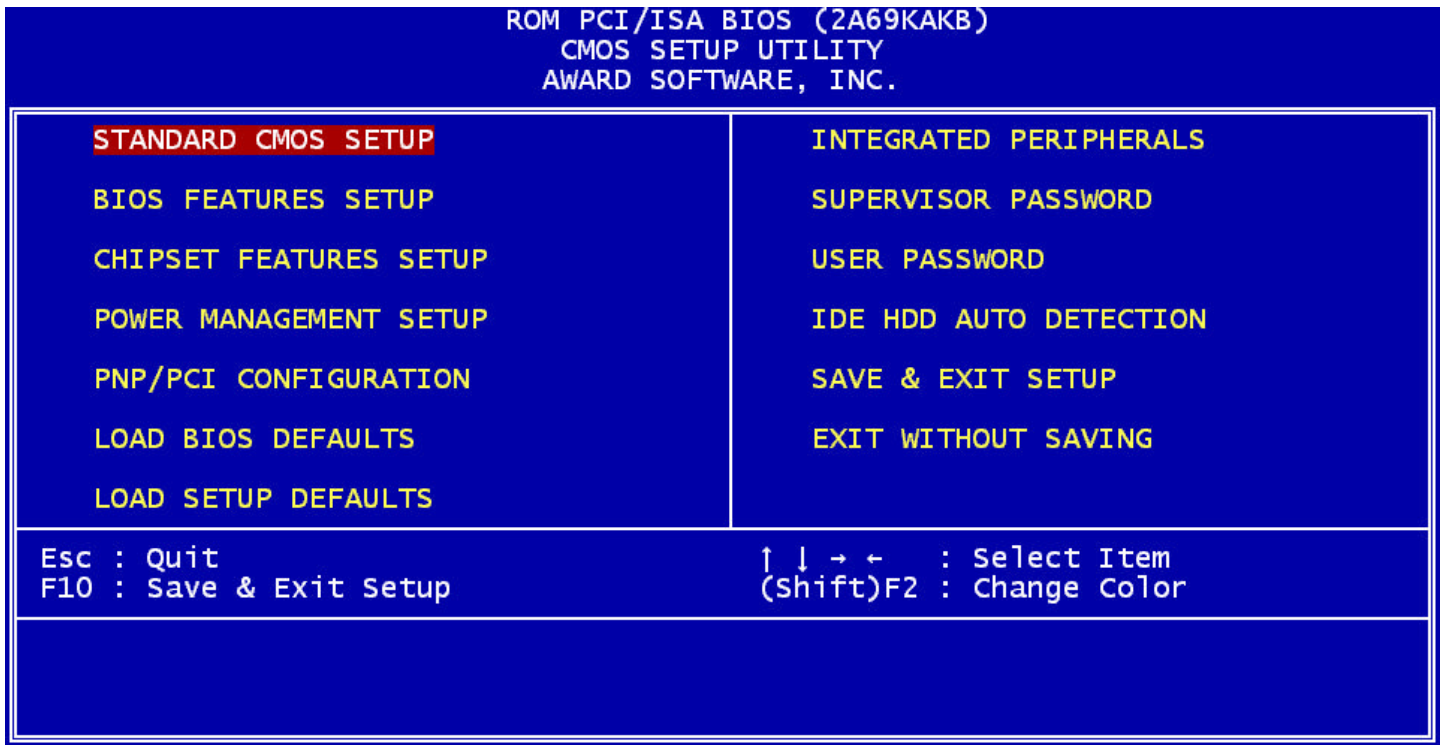 ROM PCI/ISA BIOS (2A69KAKB)
CMOS SETUP UTILITY
AWARD SOFTWARE, INC.
STANDARD CMOS SETUP
BIOS FEATURES SETUP
CHIPSET FEATURES SETUP
POWER MANAGEMENT SETUP
PNP/PCI CONFIGURATION
LOAD BIOS DEFAULTS
LOAD SETUP DEFAULTS
INTEGRATED PERIPHERALS
SUPERVISOR PASSWORD
USER PASSWORD
IDE HDD AUTO DETECTION
SAVE & EXIT SETUP
EXIT WITHOUT SAVING
Esc : Quit
F10 : Save & Exit Setup
↑ ↓ → ← : Select Item
(Shift)F2 : Change Color